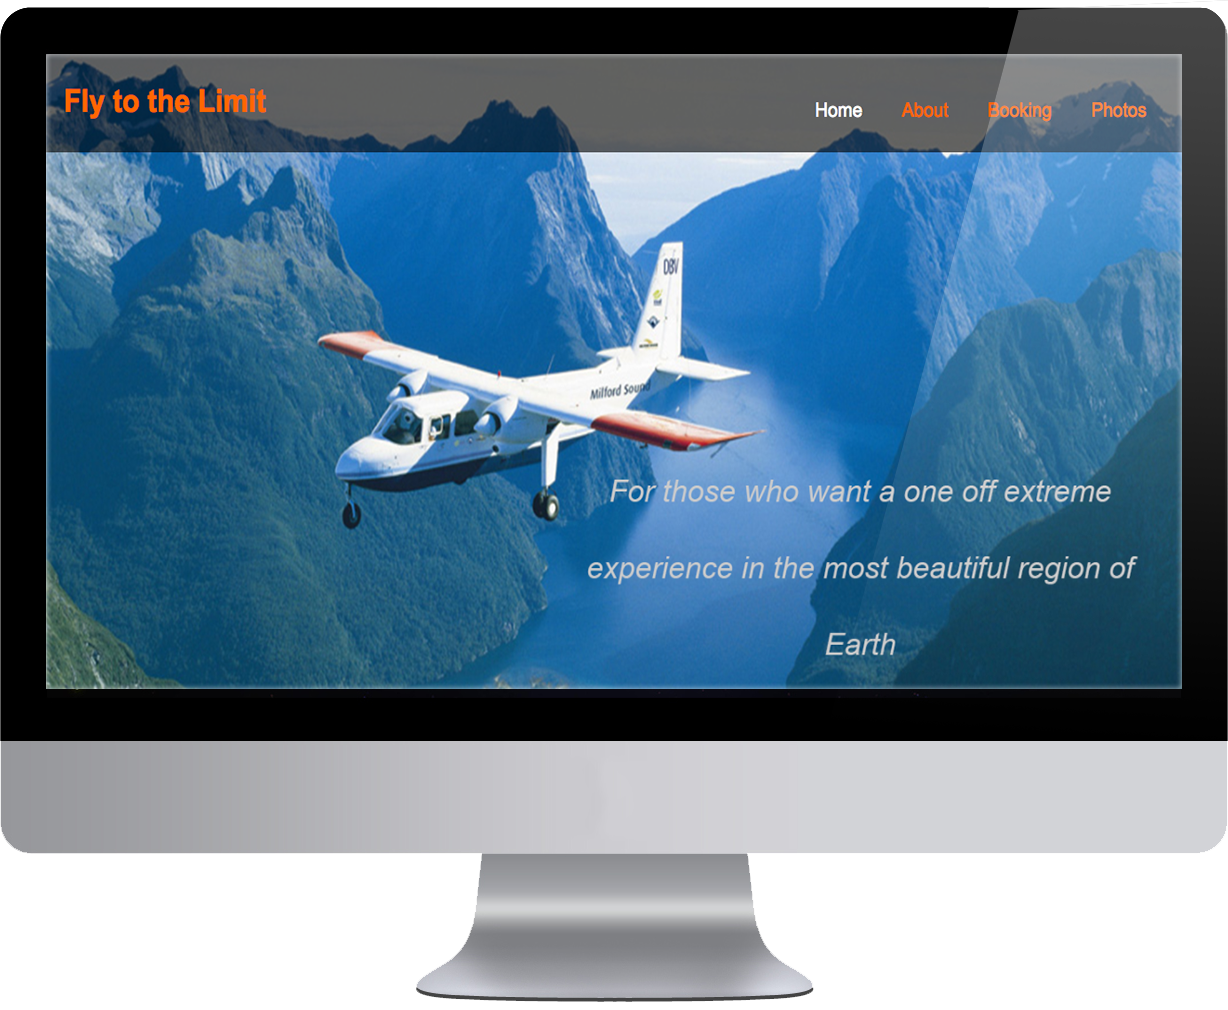 Fly to the Limit
Home About Booking Photos
DBV
Milford Sound
For those who want a one off extreme
experience in the most beautiful region of
Earth